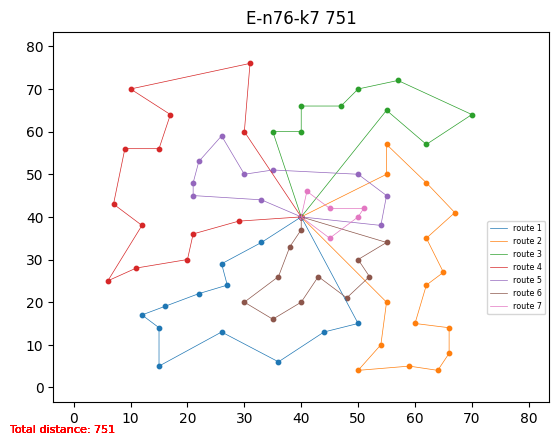 E-n76-k7 751
80
70
60
50
40
30
20
10
0
route 1
route 2
route 3
route 4
route 5
route 6
route 7
0 10 20 30 40 50 60 70 80
Total distance: 751